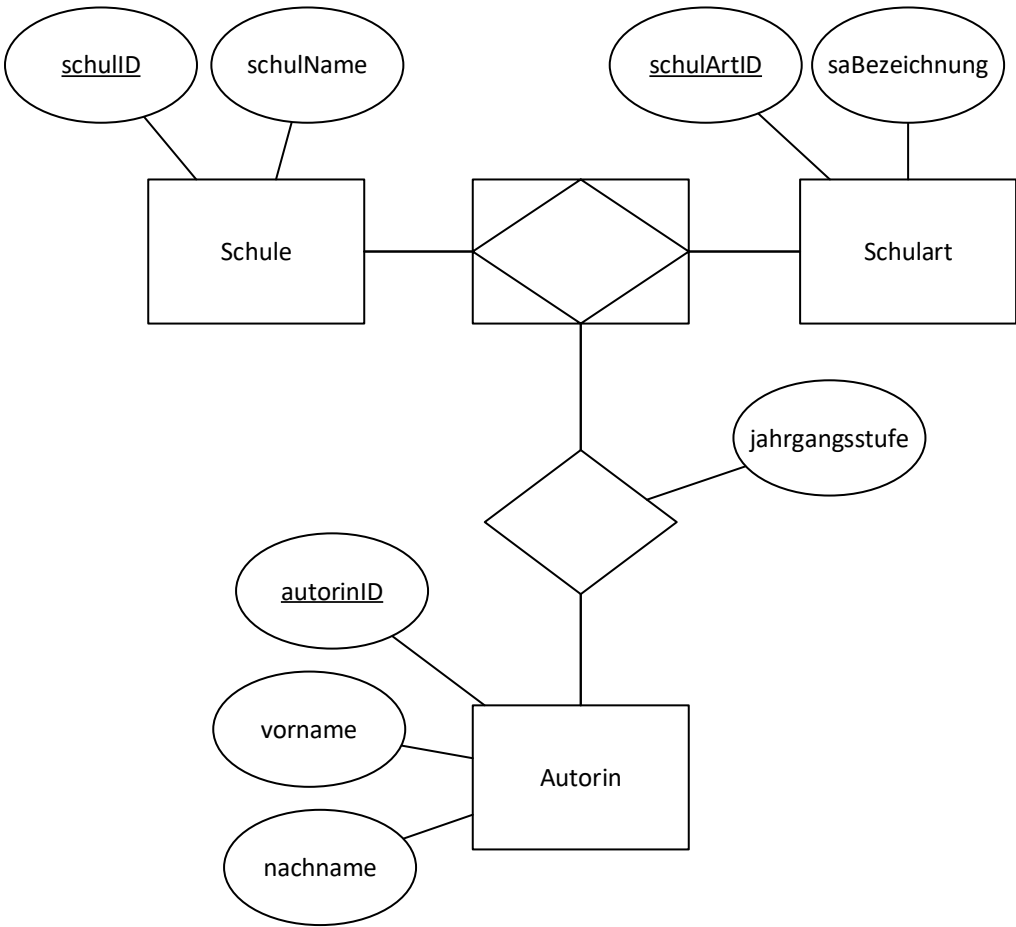 schulID
schulName
schulArtID
saBezeichnung
Schule
Schulart
jahrgangsstufe
autorinID
vorname
Autorin
nachname